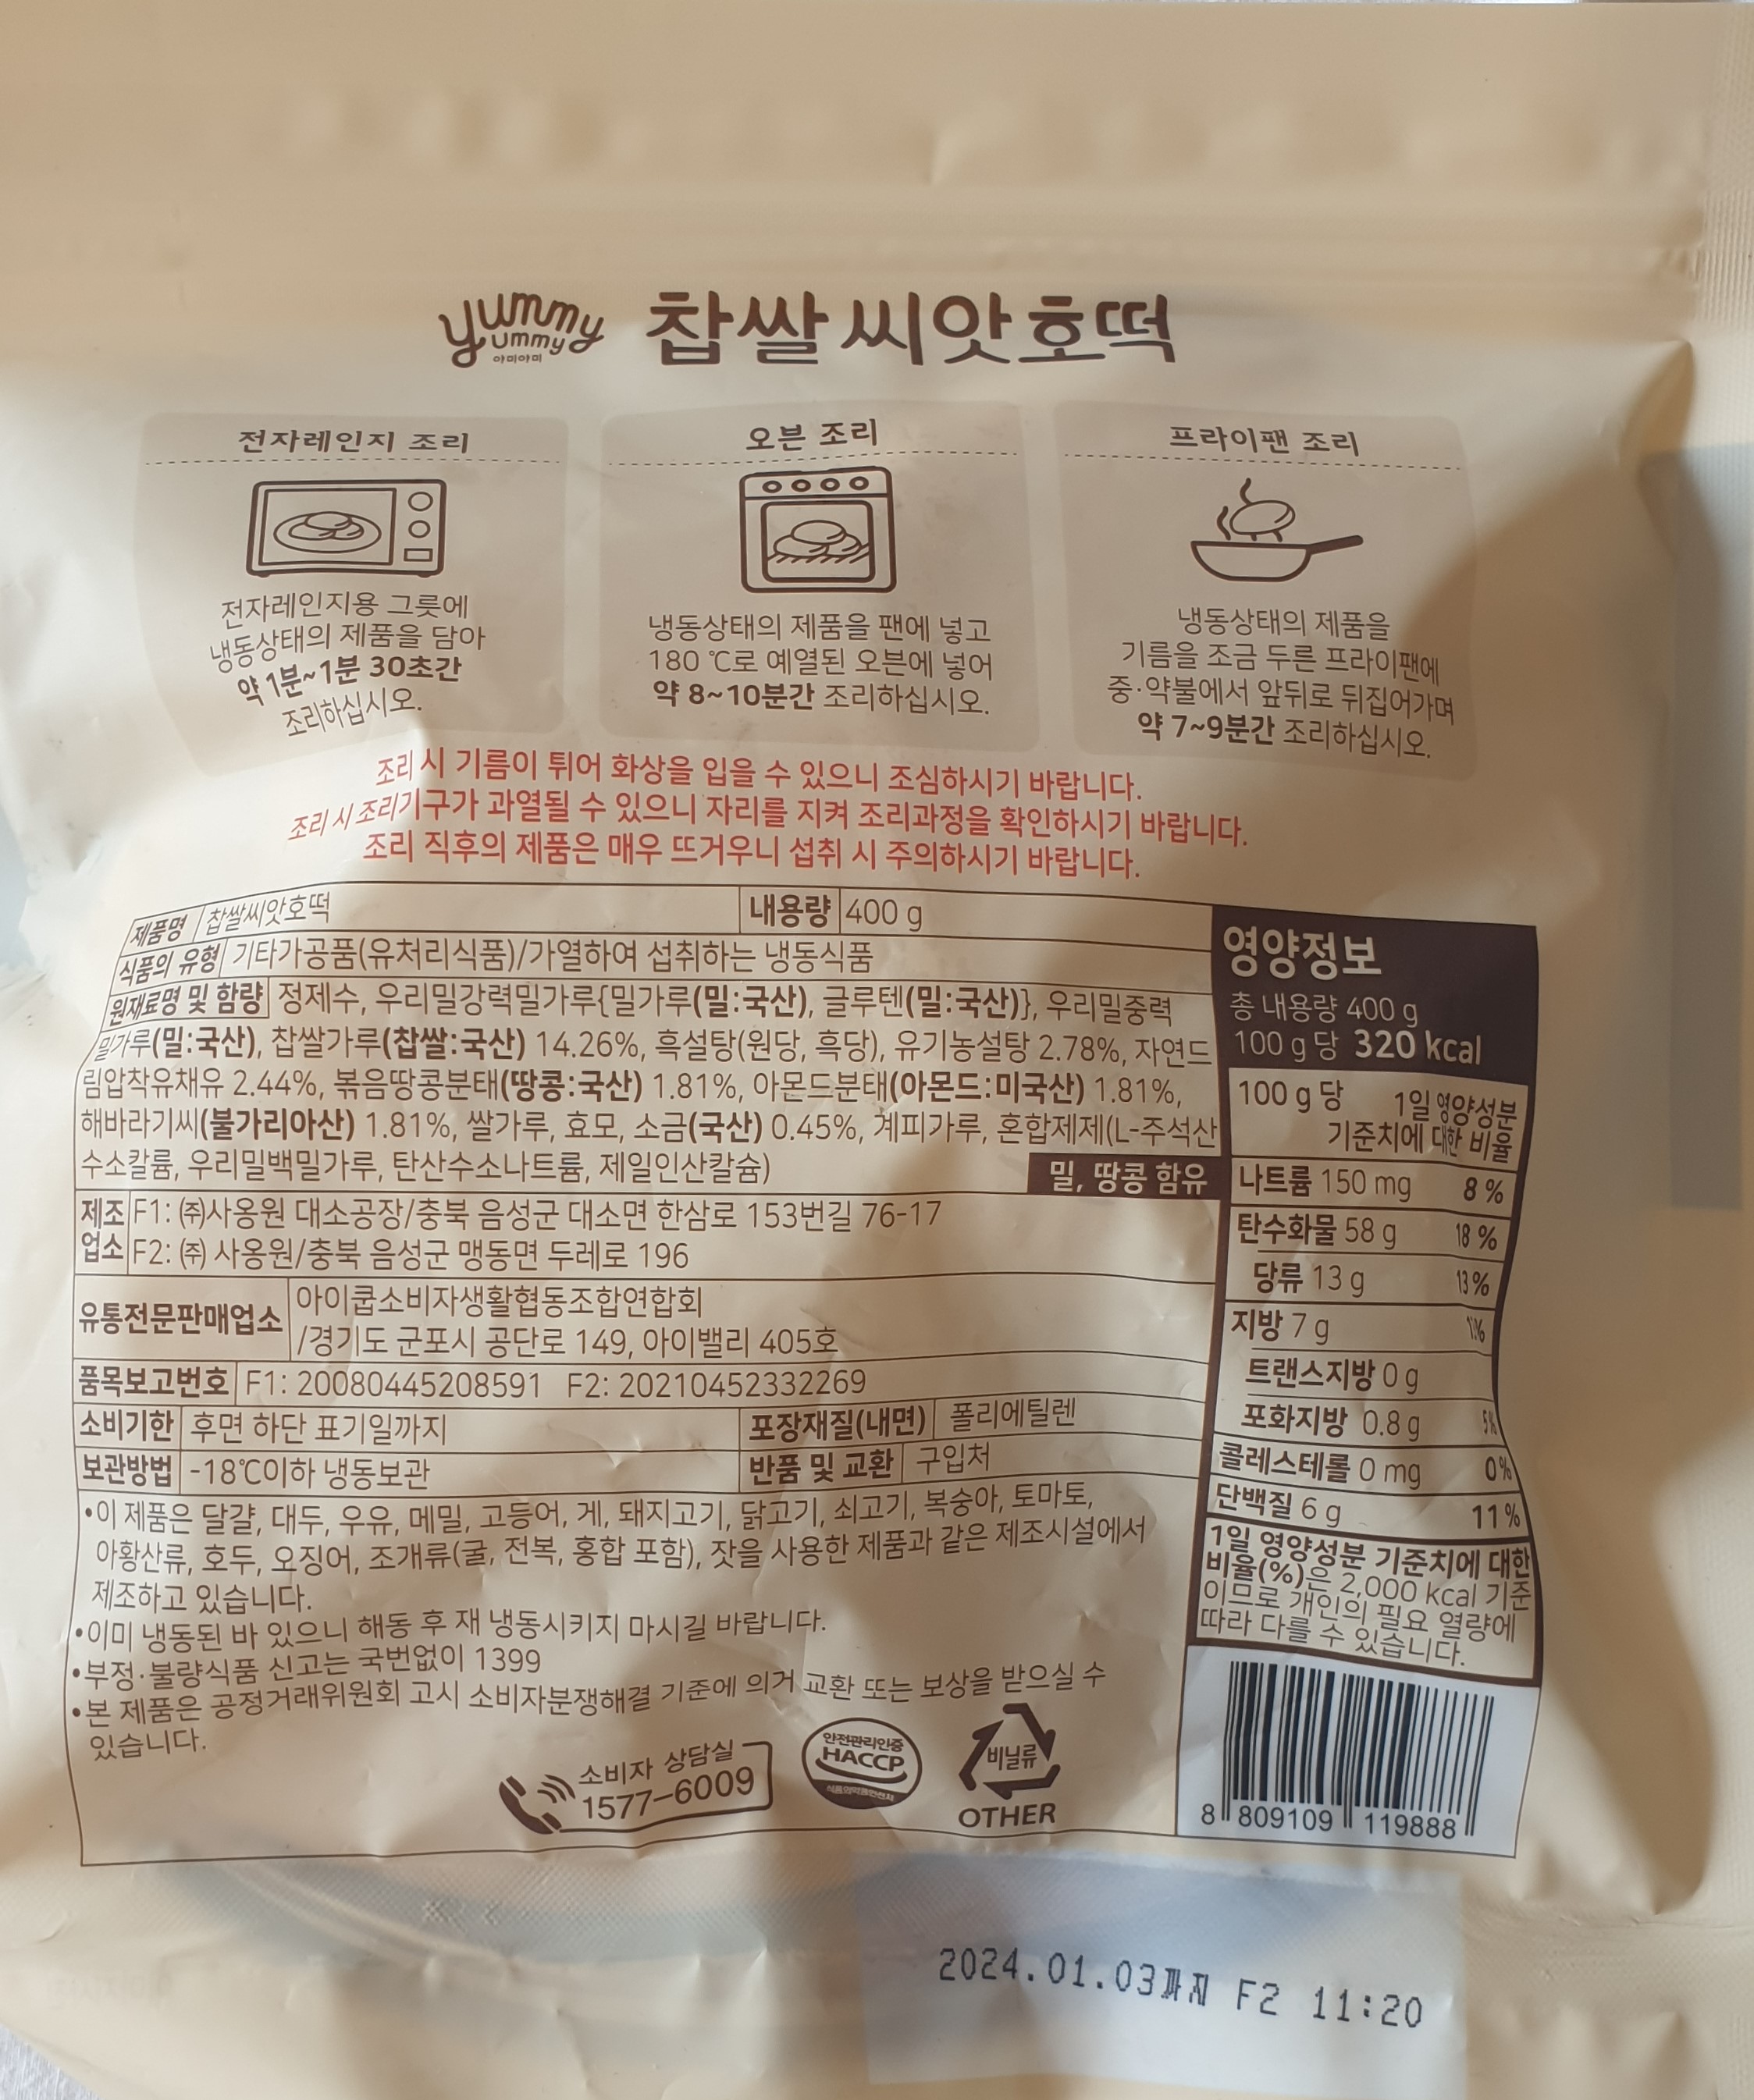 yummy
yummy
야미야미
찹쌀씨앗호떡
전자레인지 조리
전자레인지용 그릇에
냉동상태의 제품을 담아
약 1분~1분 30초간
조리하십시오.
오븐 조리
냉동상태의 제품을 팬에 넣고
180 ℃로 예열된 오븐에 넣어
약 8~10분간 조리하십시오.
프라이팬 조리
냉동상태의 제품을
기름을 조금 두른 프라이팬에
중·약불에서 앞뒤로 뒤집어가며
약 7~9분간 조리하십시오.
조리 시 기름이 튀어 화상을 입을 수 있으니 조심하시기 바랍니다.
조리 시 조리기구가 과열될 수 있으니 자리를 지켜 조리과정을 확인하시기 바랍니다.
조리 직후의 제품은 매우 뜨거우니 섭취 시 주의하시기 바랍니다.
제품명 찹쌀씨앗호떡 내용량 400 g
식품의 유형 기타가공품(유처리식품)/가열하여 섭취하는 냉동식품
원재료명 및 함량 정제수, 우리밀강력밀가루{밀가루(밀:국산), 글루텐(밀:국산)}, 우리밀중력
밀가루(밀:국산), 찹쌀가루(찹쌀:국산) 14.26%, 흑설탕(원당, 흑당), 유기농설탕 2.78%, 자연드
림압착유채유 2.44%, 볶음땅콩분태(땅콩:국산) 1.81%, 아몬드분태(아몬드:미국산) 1.81%,
해바라기씨(불가리아산) 1.81%, 쌀가루, 효모, 소금(국산) 0.45%, 계피가루, 혼합제제(L-주석산
수소칼륨, 우리밀백밀가루, 탄산수소나트륨, 제일인산칼슘)
밀, 땅콩 함유
제조업소 F1: ㈜사옹원 대소공장/충북 음성군 대소면 한삼로 153번길 76-17
F2: ㈜ 사옹원/충북 음성군 맹동면 두레로 196
유통전문판매업소 아이쿱소비자생활협동조합연합회
/경기도 군포시 공단로 149, 아이밸리 405호
품목보고번호 F1: 20080445208591 F2: 20210452332269
소비기한 후면 하단 표기일까지 포장재질(내면) 폴리에틸렌
보관방법 -18℃이하 냉동보관 반품 및 교환 구입처
•이 제품은 달걀, 대두, 우유, 메밀, 고등어, 게, 돼지고기, 닭고기, 쇠고기, 복숭아, 토마토,
아황산류, 호두, 오징어, 조개류(굴, 전복, 홍합 포함), 잣을 사용한 제품과 같은 제조시설에서
제조하고 있습니다.
•이미 냉동된 바 있으니 해동 후 재 냉동시키지 마시길 바랍니다.
•부정·불량식품 신고는 국번없이 1399
•본 제품은 공정거래위원회 고시 소비자분쟁해결 기준에 의거 교환 또는 보상을 받으실 수
있습니다.
소비자 상담실
1577-6009
안전관리인증
HACCP
식품의약품안전처
비닐류
OTHER
영양정보
총 내용량 400 g
100 g 당 320 kcal
100 g 당 1일 영양성분
기준치에 대한 비율
나트륨 150 mg 8 %
탄수화물 58 g 18 %
당류 13 g 13 %
지방 7 g
트랜스지방 0 g
포화지방 0.8 g 5%
콜레스테롤 0 mg 0%
단백질 6 g 11 %
1일 영양성분 기준치에 대한
비율(%)은 2,000 kcal 기준
이므로 개인의 필요 열량에
따라 다를 수 있습니다.
8 809109 119888
2024.01.03까지 F2 11:20